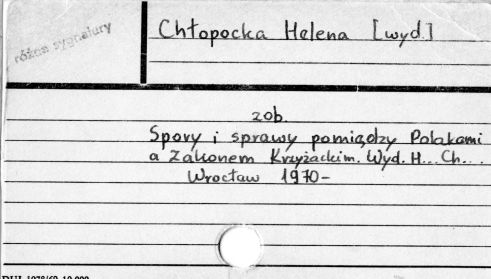 różne sygnatury
Chłopocka Helena [wyd.]
zob.
Spory i sprawy pomiędzy Polakami
a Zakonem Krzyżackim. Wyd. H... Ch...
Wrocław 1970-